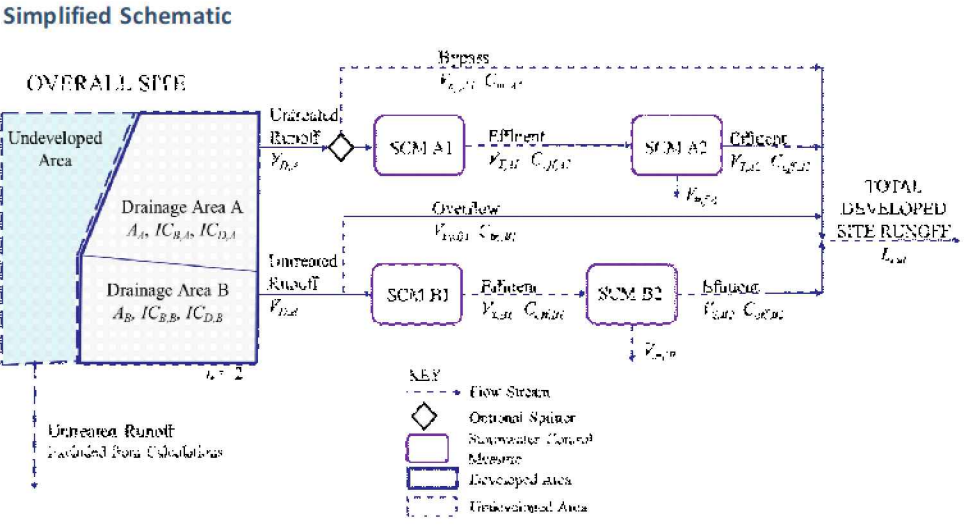 Simplified Schematic
OVERALL SITE
Undeveloped
Area
Drainage Area A
Drainage Area B
Untreated
Runoff
Bypass
SCM A1
Effluent
SCM A2
Effluent
Overflow
Untreated
Runoff
SCM B1
Effluent
SCM B2
Effluent
TOTAL
DEVELOPED
SITE RUNOFF
Untreated Runoff
Excluded from Calculations
KEY
Flow Stream
Optional Splitter
Stormwater Control
Measure
Developed Area
Undeveloped Area